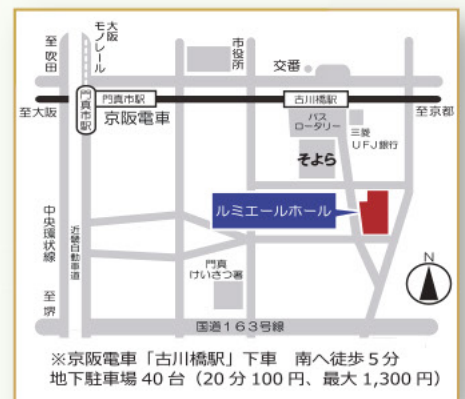 至吹田
大阪
モノレール
市役所
交番
門真市駅
門真市駅
古川橋駅
至大阪
京阪電車
至京都
バス
ロータリー
三菱
UFJ銀行
そよら
ルミエールホール
中央環状線
近畿自動車道
門真
けいさつ署
N
至堺
国道163号線
※京阪電車「古川橋駅」下車 南へ徒歩5分
地下駐車場40台(20分100円、最大1,300円)